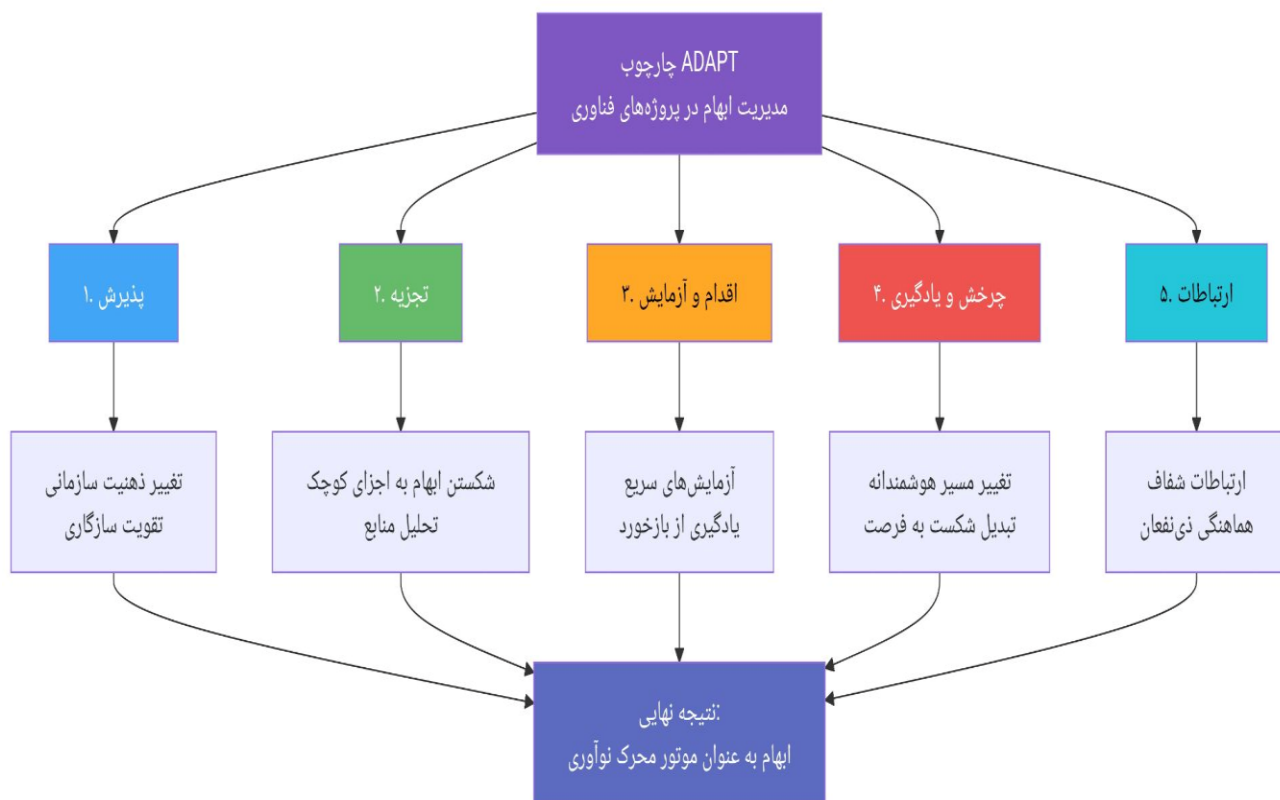 چارچوب ADAPT
مدیریت ابهام در پروژه‌های فناوری
۱. پذیرش
۲. تجزیه
۳. اقدام و آزمایش
۴. چرخش و یادگیری
۵. ارتباطات
تغییر ذهنیت سازمانی
تقویت سازگاری
شکستن ابهام به اجزای کوچک
تحلیل منابع
آزمایش‌های سریع
یادگیری از بازخورد
تغییر مسیر هوشمندانه
تبدیل شکست به فرصت
ارتباطات شفاف
هماهنگی ذی‌نفعان
نتیجه نهایی:
ابهام به عنوان موتور محرک نوآوری